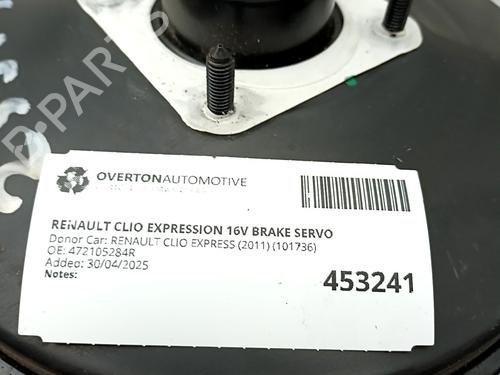 OVERTONAUTOMOTIVE
RENAULT CLIO EXPRESSION 16V BRAKE SERVO
Donor Car: RENAULT CLIO EXPRESS (2011) (101736)
OE: 472105284R
Added: 30/04/2025
Notes:
453241